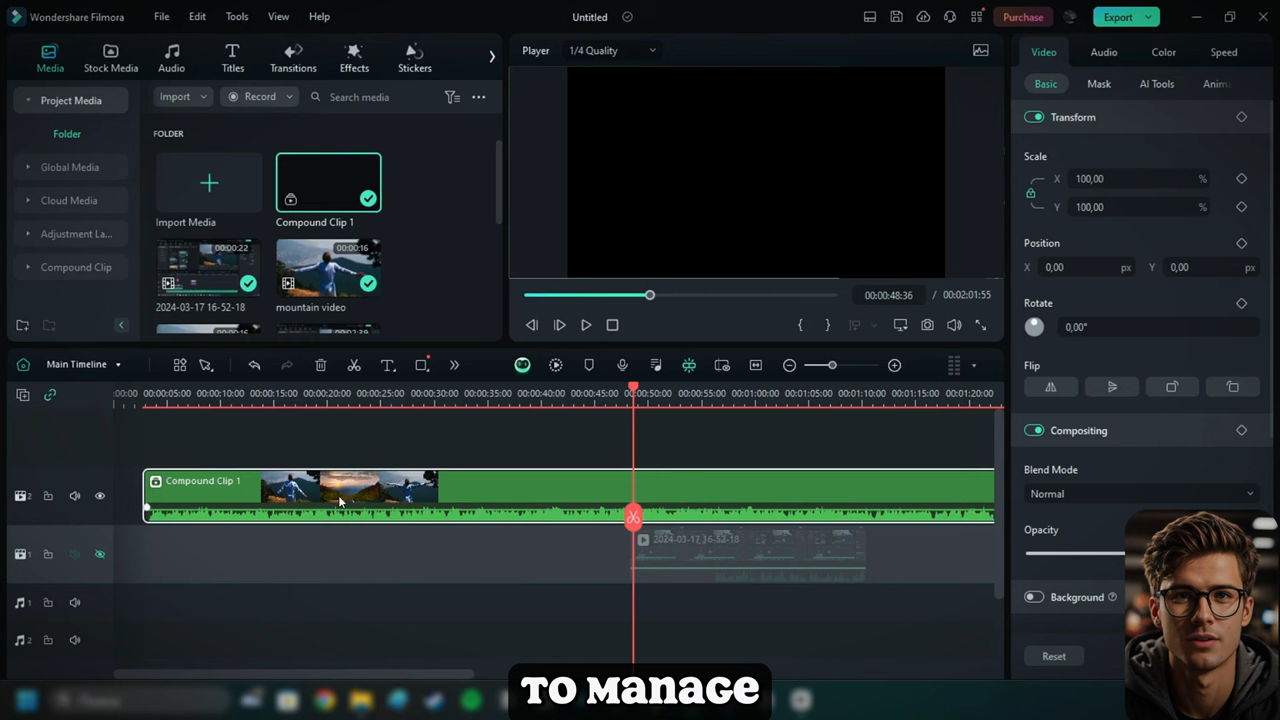 Wondershare Filmora File Edit Tools View Help Untitled Purchase Export
Media Stock Media Audio Titles Transitions Effects Stickers
Player 1/4 Quality
Video Audio Color Speed
Project Media Import Record Search media
Basic Mask AI Tools Anima
Folder FOLDER
Transform
Global Media
Cloud Media
Adjustment La...
Compound Clip
Import Media Compound Clip 1
00:00:22 00:00:16
2024-03-17 16-52-18 mountain video
00:00:16
Scale
X 100,00 %
Y 100,00 %
Position
X 0,00 px Y 0,00 px
Rotate
0,00°
00:00:48:36 / 00:02:01:55
Flip
Main Timeline
:00:00 00:00:05:00 00:00:10:00 00:00:15:00 00:00:20:00 00:00:25:00 00:00:30:00 00:00:35:00 00:00:40:00 00:00:45:00 00:00:50:00 00:00:55:00 00:01:00:00 00:01:05:00 00:01:10:00 00:01:15:00 00:01:20:00
Compositing
Blend Mode
Normal
Opacity
Background
Reset
Compound Clip 1
2
2024-03-17 16-52-18
1
1
2
TO MANAGE